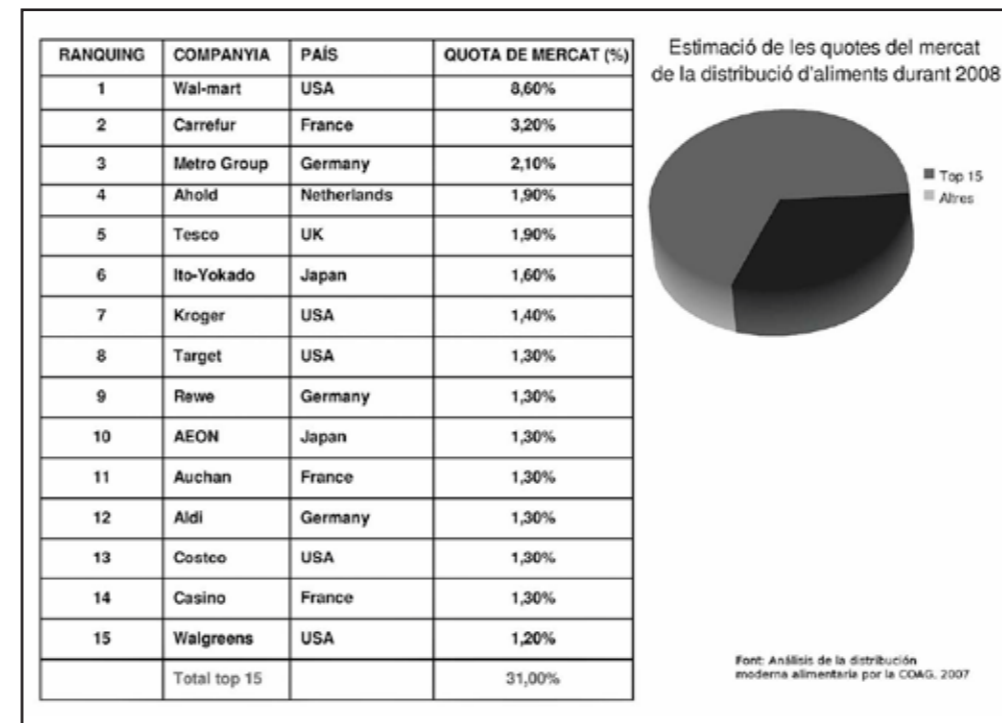 RANQUING COMPANYIA PAÍS QUOTA DE MERCAT (%)
1 Wal-mart USA 8,60%
2 Carrefur France 3,20%
3 Metro Group Germany 2,10%
4 Ahold Netherlands 1,90%
5 Tesco UK 1,90%
6 Ito-Yokado Japan 1,60%
7 Kroger USA 1,40%
8 Target USA 1,30%
9 Rewe Germany 1,30%
10 AEON Japan 1,30%
11 Auchan France 1,30%
12 Aldi Germany 1,30%
13 Costco USA 1,30%
14 Casino France 1,30%
15 Walgreens USA 1,20%
Total top 15 31,00%
Estimació de les quotes del mercat
de la distribució d'aliments durant 2008
Top 15
Altres
Font: Análisis de la distribución
moderna alimentaria por la COAG. 2007